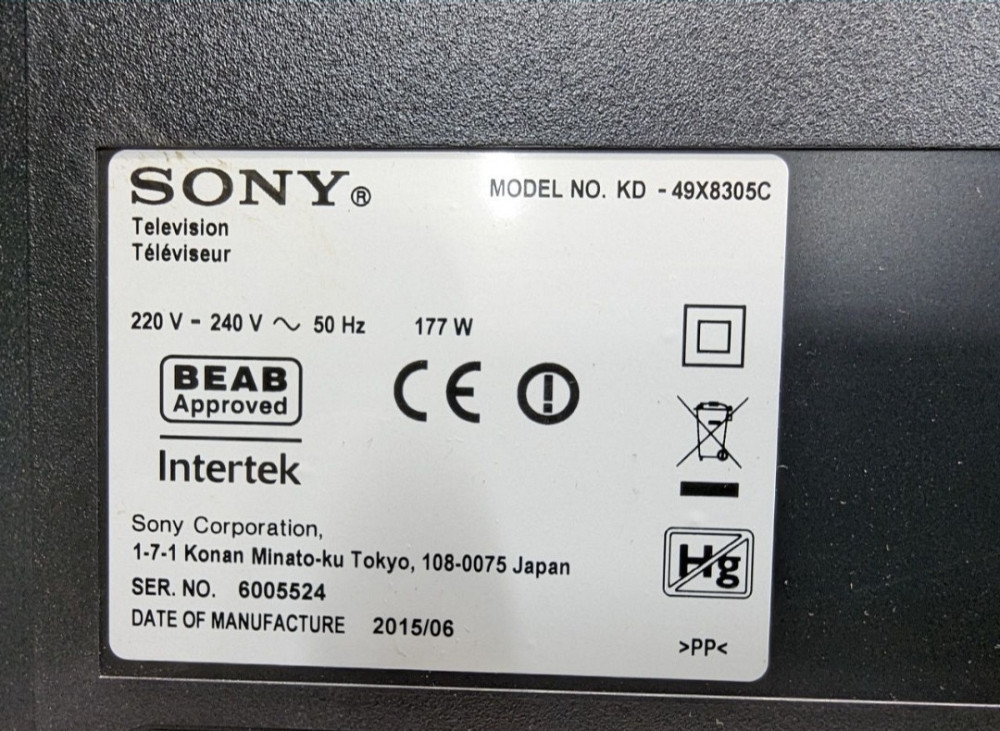 SONY®
MODEL NO. KD - 49X8305C
Television
Téléviseur
220 V - 240 V ~ 50 Hz 177 W
BEAB
Approved
CE
Intertek
Sony Corporation,
1-7-1 Konan Minato-ku Tokyo, 108-0075 Japan
Hg
SER. NO. 6005524
DATE OF MANUFACTURE 2015/06
>PP<